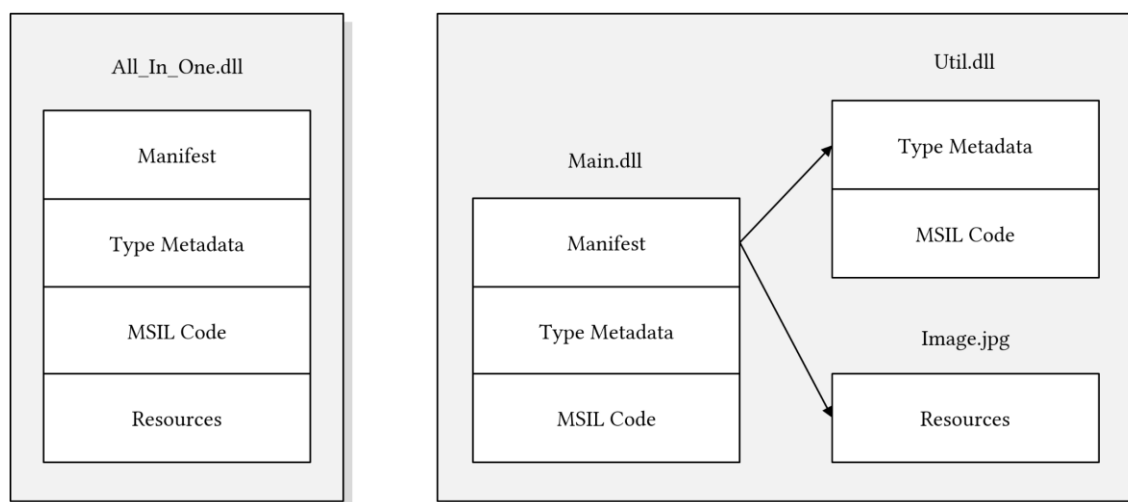 All_In_One.dll
Manifest
Type Metadata
MSIL Code
Resources
Main.dll
Manifest
Type Metadata
MSIL Code
Util.dll
Type Metadata
MSIL Code
Image.jpg
Resources